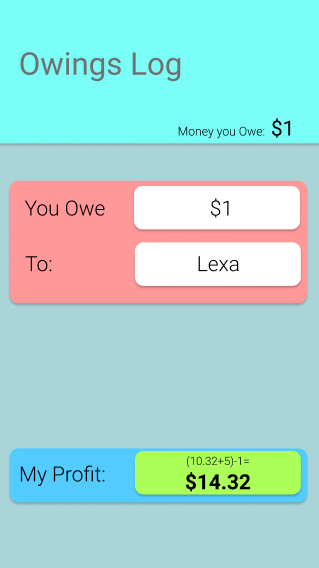 Owings Log
Money you Owe: $1
You Owe $1
To: Lexa
(10.32+5)-1=
My Profit:
$14.32